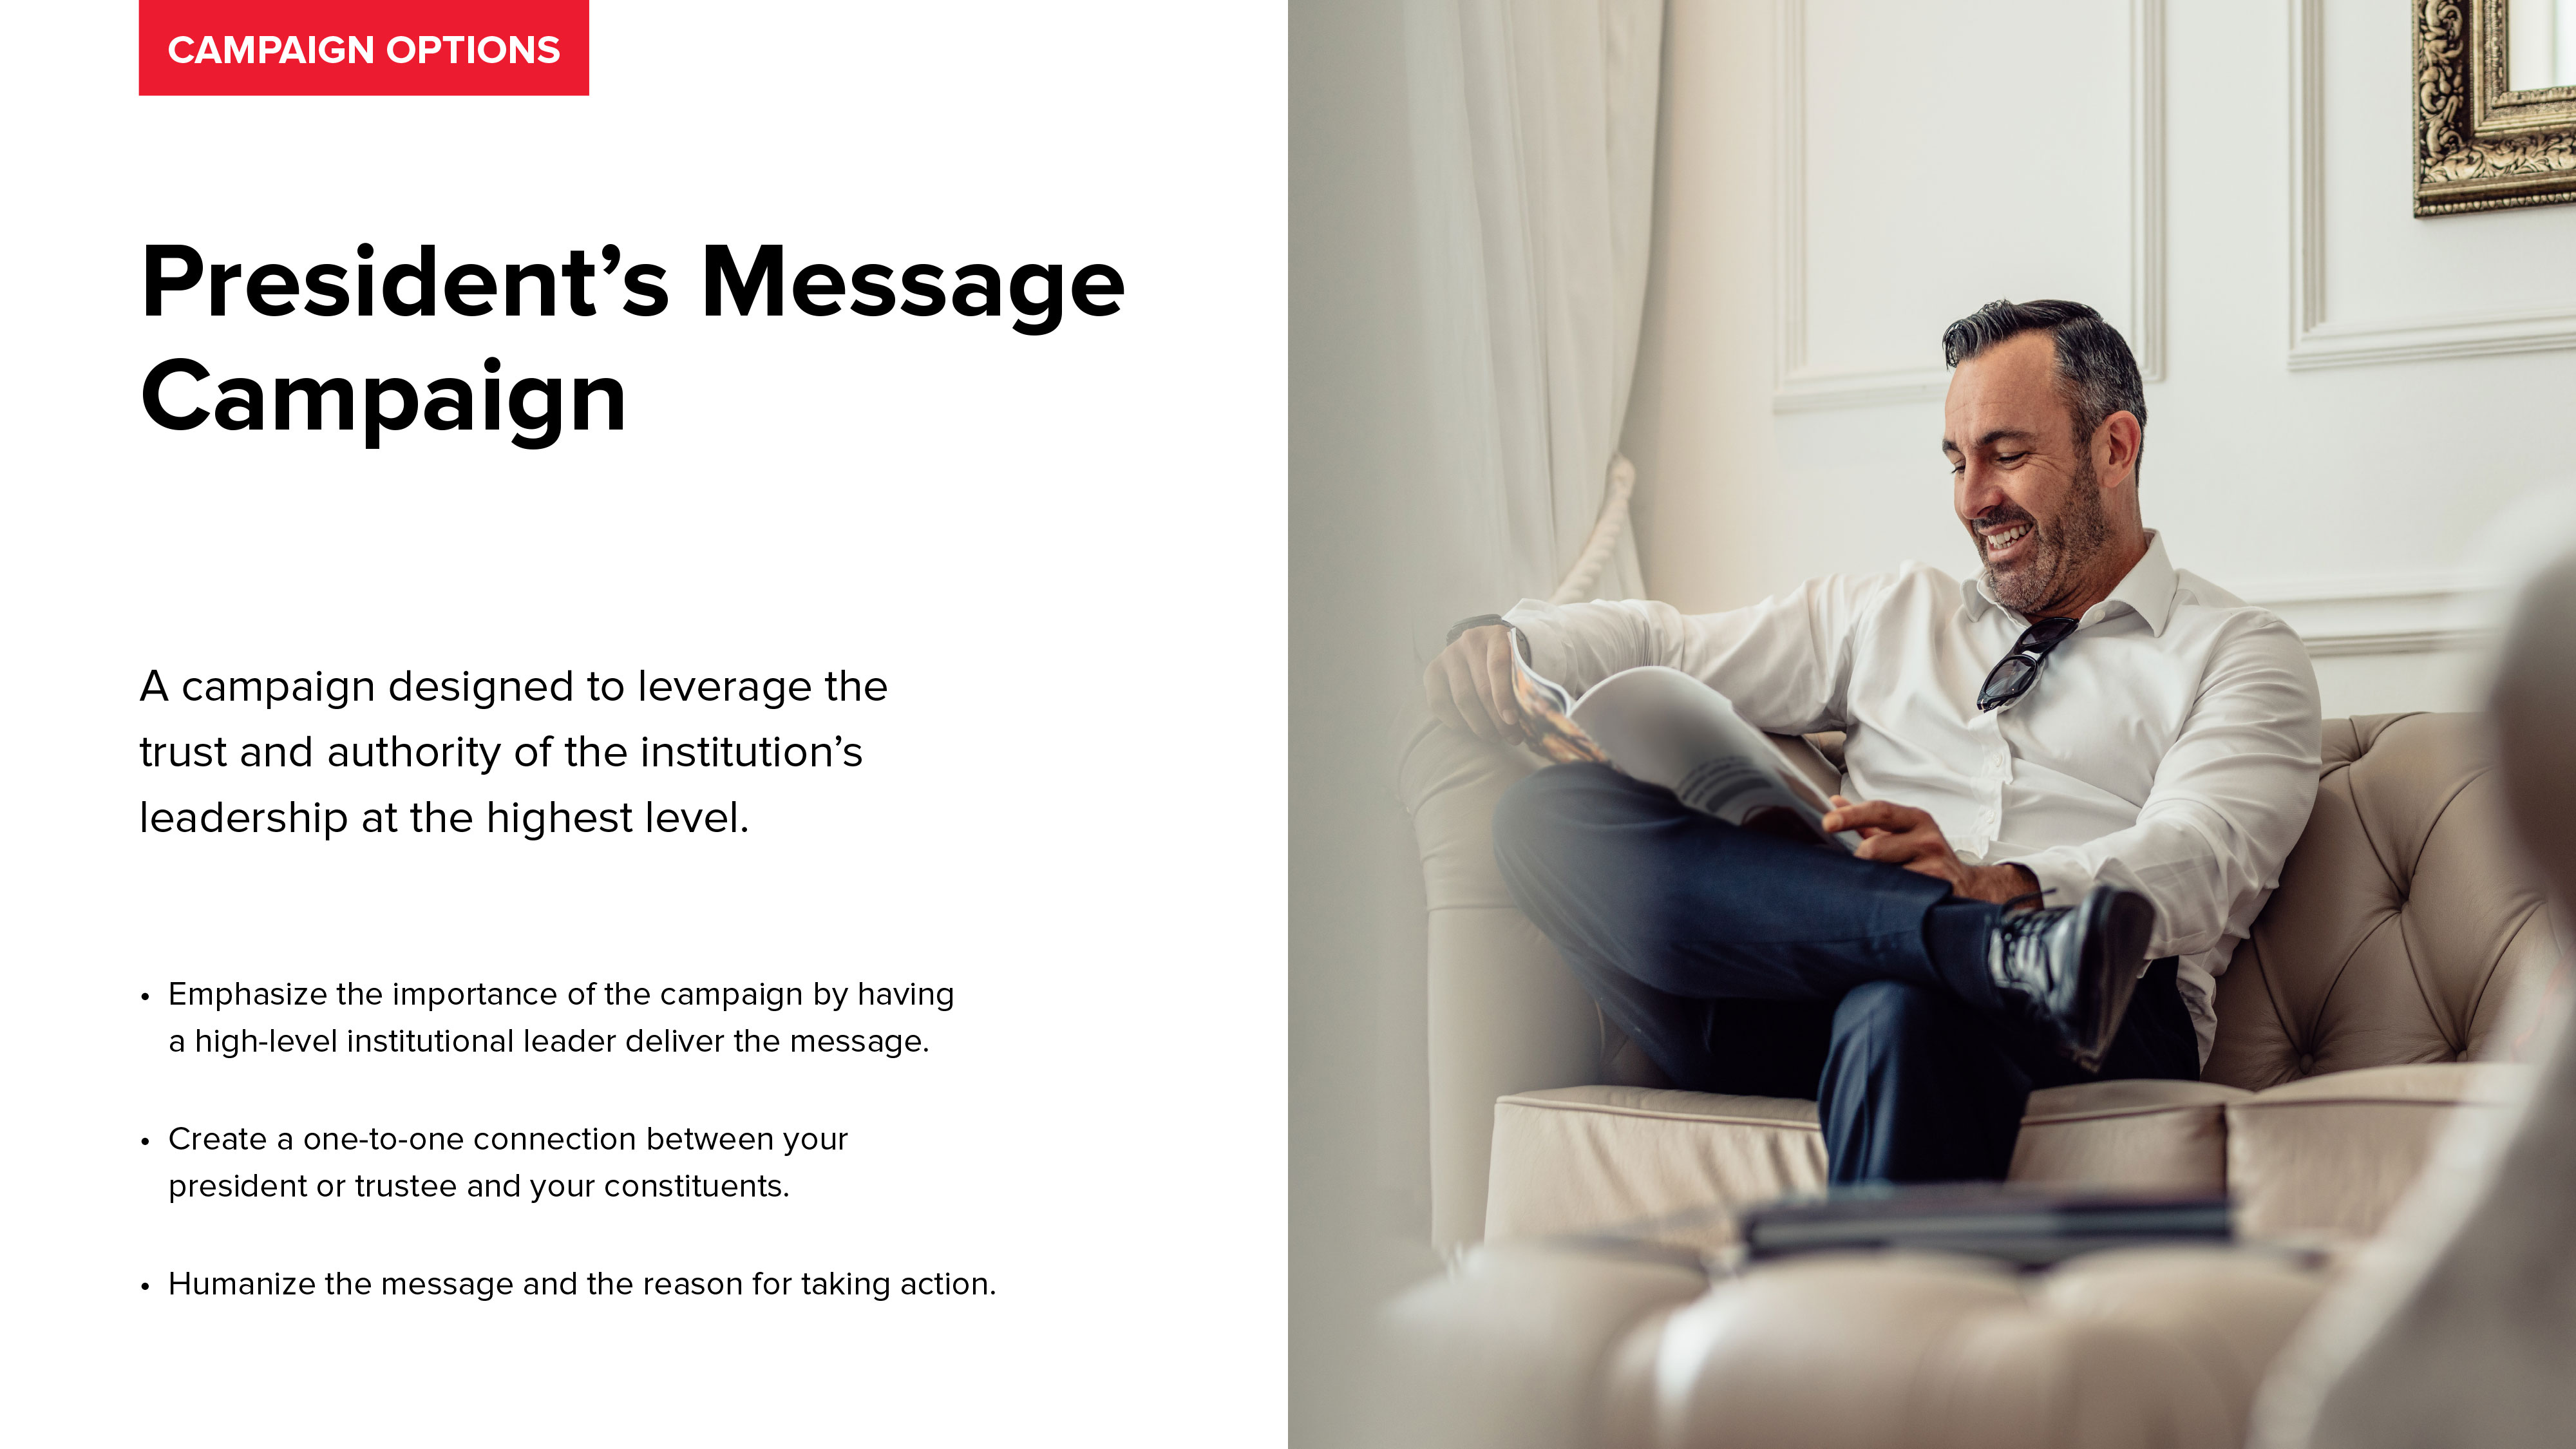 CAMPAIGN OPTIONS
President’s Message
Campaign
A campaign designed to leverage the
trust and authority of the institution’s
leadership at the highest level.
• Emphasize the importance of the campaign by having
a high-level institutional leader deliver the message.
• Create a one-to-one connection between your
president or trustee and your constituents.
• Humanize the message and the reason for taking action.